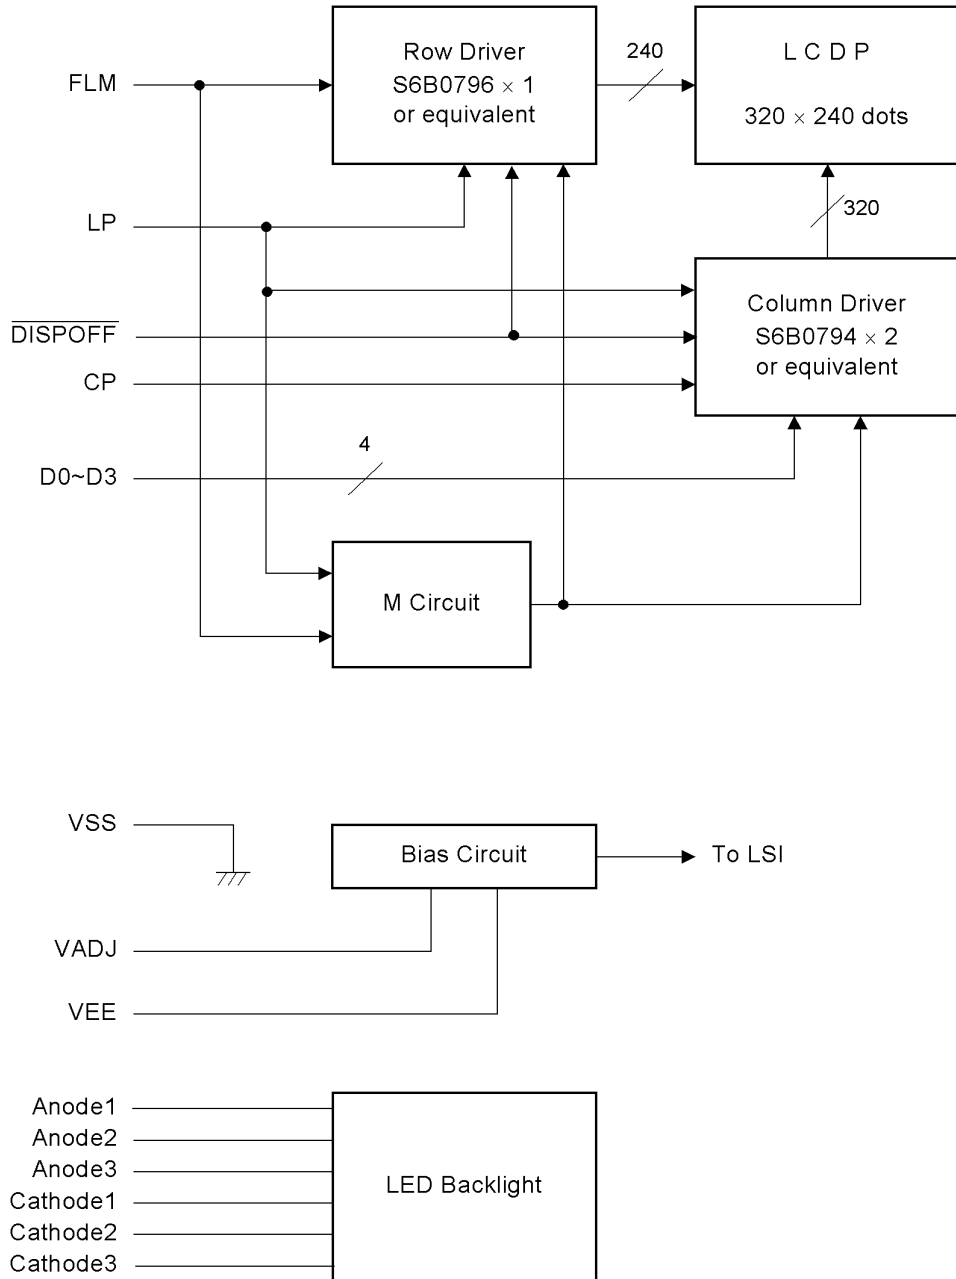 Row Driver
S6B0796 × 1
or equivalent
240
L C D P
320 × 240 dots
FLM
LP
320
DISPOFF
Column Driver
S6B0794 × 2
or equivalent
CP
4
D0~D3
M Circuit
VSS
Bias Circuit
To LSI
VADJ
VEE
Anode1
Anode2
Anode3
Cathode1
Cathode2
Cathode3
LED Backlight